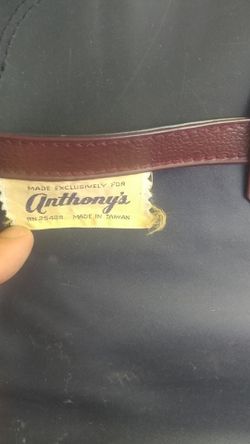 MADE EXCLUSIVELY FOR
Anthony's
RN 25488 MADE IN TAIWAN